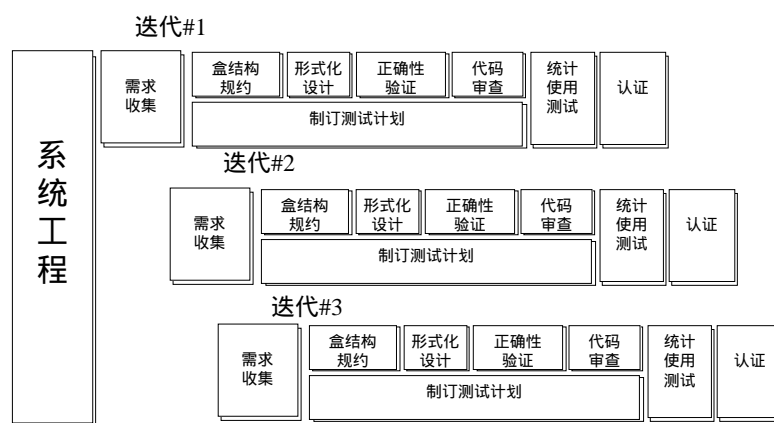 迭代#1
系
统
工
程
需求
收集
盒结构
规约
形式化
设计
正确性
验证
代码
审查
制订测试计划
统计
使用
测试
认证
迭代#2
需求
收集
盒结构
规约
形式化
设计
正确性
验证
代码
审查
制订测试计划
统计
使用
测试
认证
迭代#3
需求
收集
盒结构
规约
形式化
设计
正确性
验证
代码
审查
制订测试计划
统计
使用
测试
认证